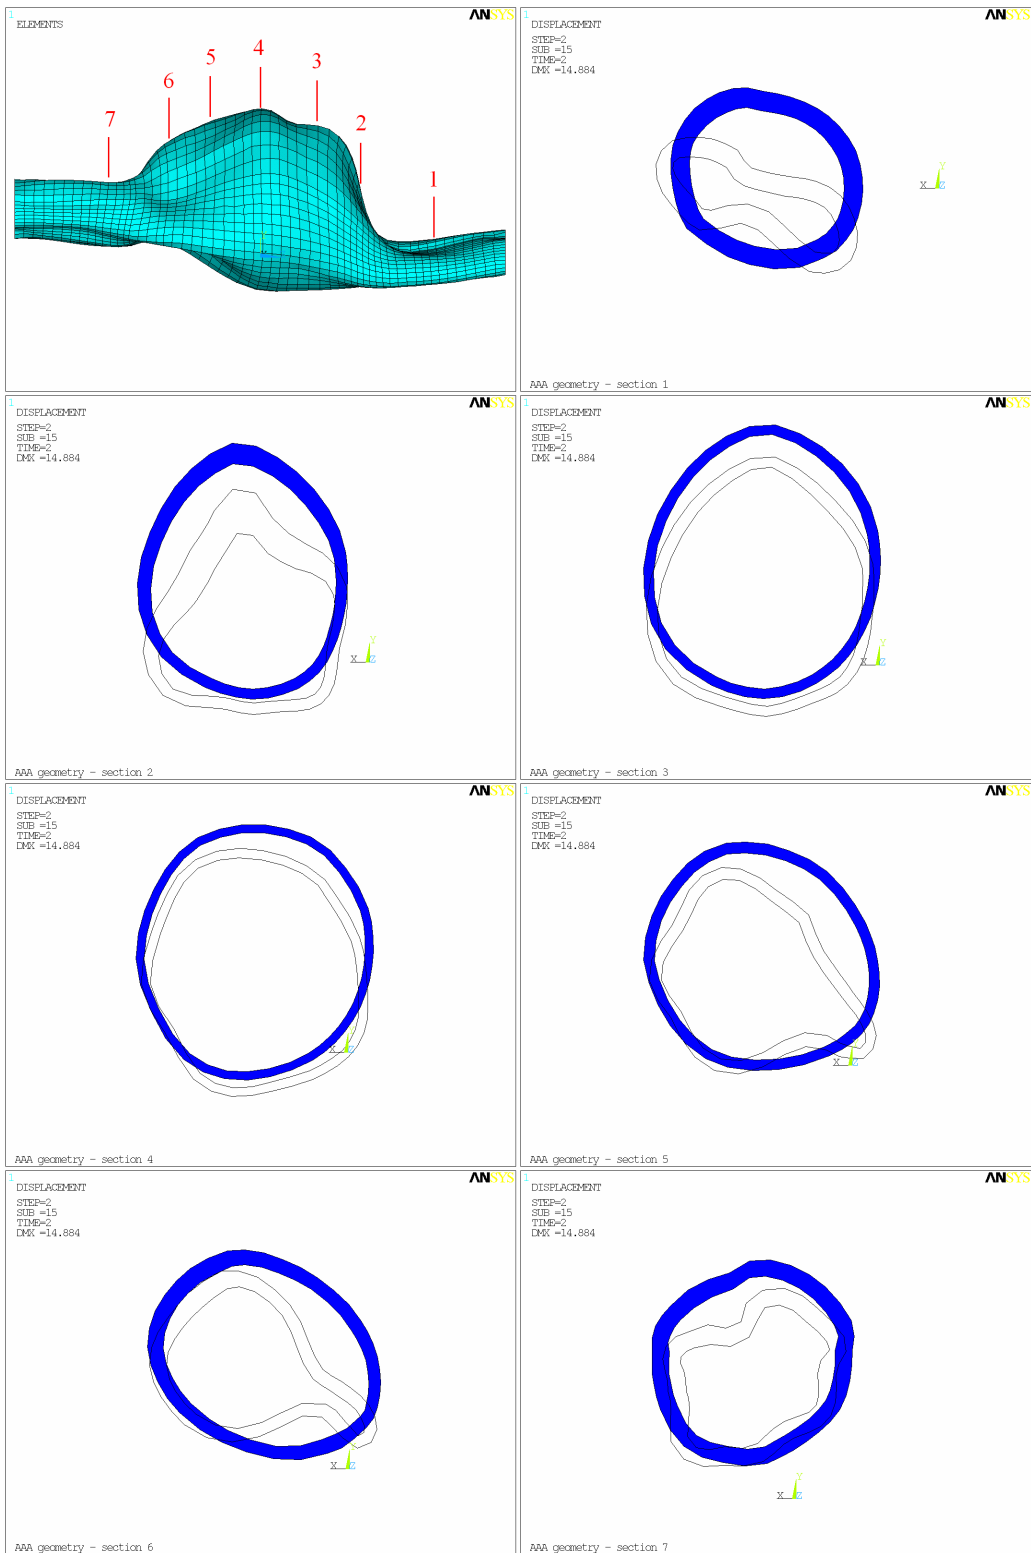 1
ANSYS
ELEMENTS
7
6
5
4
3
2
1
Y
Z
1
ANSYS
DISPLACEMENT
STEP=2
SUB =15
TIME=2
DMX =14.884
Y
X
Z
AAA geometry - section 1
1
ANSYS
DISPLACEMENT
STEP=2
SUB =15
TIME=2
DMX =14.884
Y
X
Z
AAA geometry - section 2
1
ANSYS
DISPLACEMENT
STEP=2
SUB =15
TIME=2
DMX =14.884
Y
X
Z
AAA geometry - section 3
1
ANSYS
DISPLACEMENT
STEP=2
SUB =15
TIME=2
DMX =14.884
Y
X
Z
AAA geometry - section 4
1
ANSYS
DISPLACEMENT
STEP=2
SUB =15
TIME=2
DMX =14.884
Y
X
Z
AAA geometry - section 5
1
ANSYS
DISPLACEMENT
STEP=2
SUB =15
TIME=2
DMX =14.884
Y
X
Z
AAA geometry - section 6
1
ANSYS
DISPLACEMENT
STEP=2
SUB =15
TIME=2
DMX =14.884
Y
X
Z
AAA geometry - section 7